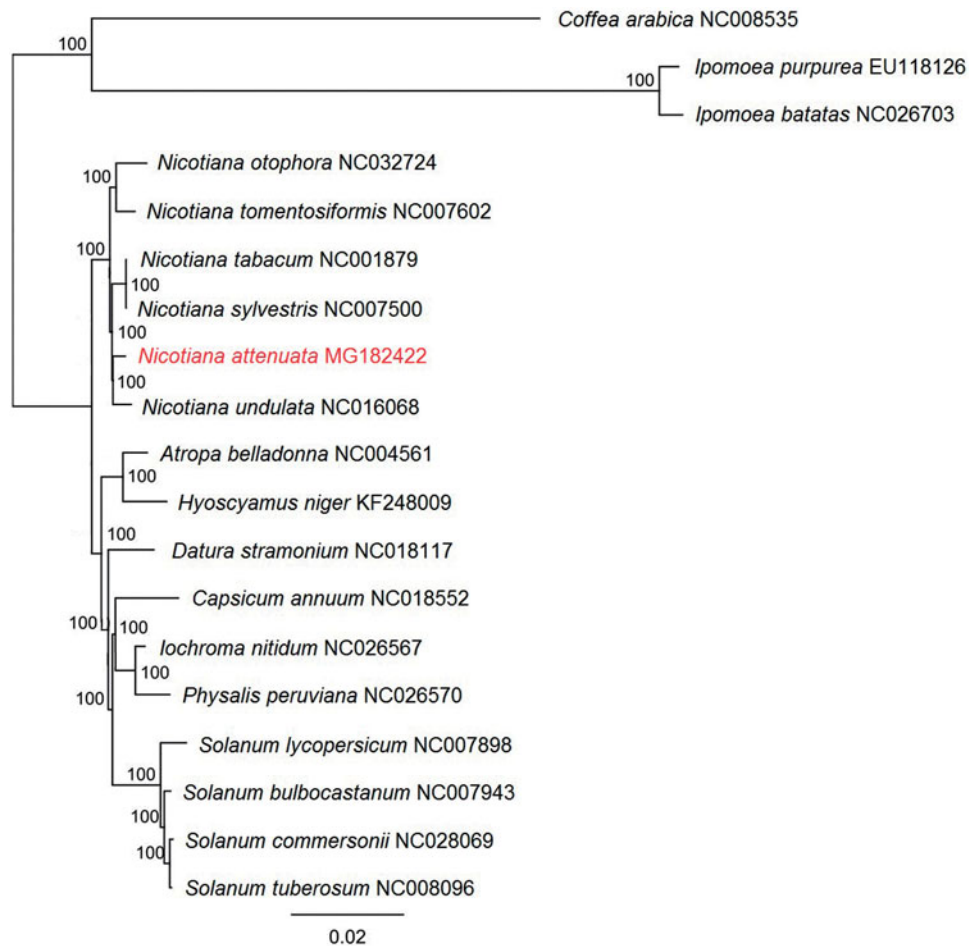 Coffea arabica NC008535
100
Ipomoea purpurea EU118126
100
Ipomoea batatas NC026703
Nicotiana otophora NC032724
100
Nicotiana tomentosiformis NC007602
100
Nicotiana tabacum NC001879
100
Nicotiana sylvestris NC007500
100
Nicotiana attenuata MG182422
100
Nicotiana undulata NC016068
Atropa belladonna NC004561
100
Hyoscyamus niger KF248009
100
Datura stramonium NC018117
Capsicum annuum NC018552
100
100
Iochroma nitidum NC026567
100
Physalis peruviana NC026570
100
Solanum lycopersicum NC007898
100
Solanum bulbocastanum NC007943
100
Solanum commersonii NC028069
100
Solanum tuberosum NC008096
0.02